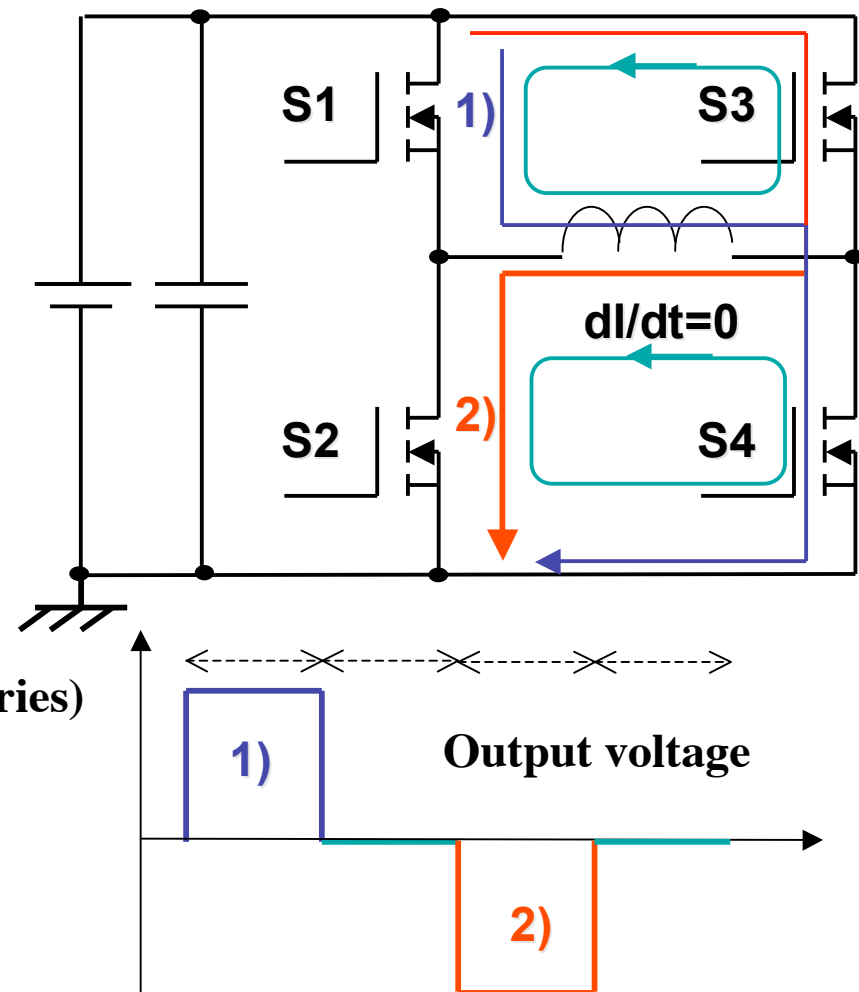 S1
1)
S3
dI/dt=0
2)
S2
S4
ries)
1)
Output voltage
2)